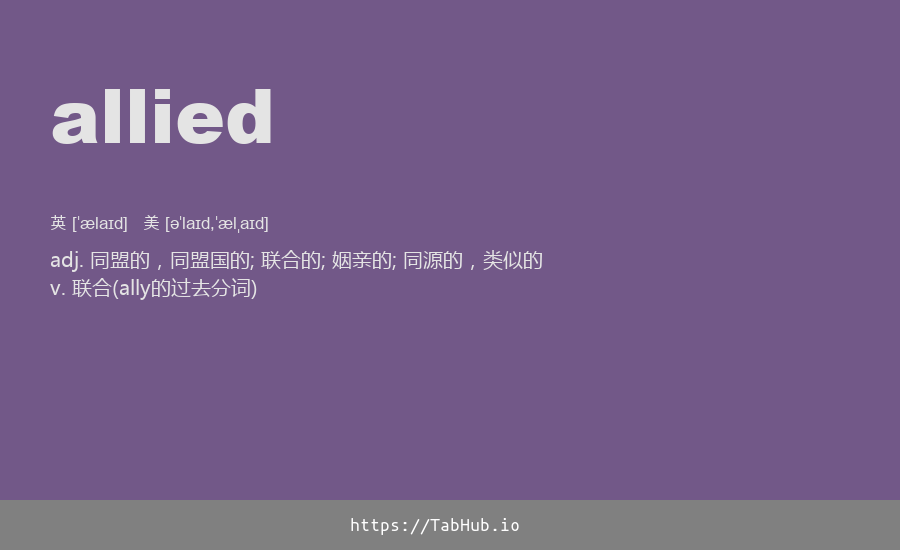 allied
英 [ˈælaɪd]   美 [əˈlaɪd,ˈælˌaɪd]
adj. 同盟的，同盟国的; 联合的; 姻亲的; 同源的，类似的
v. 联合(ally的过去分词)
https://TabHub.io